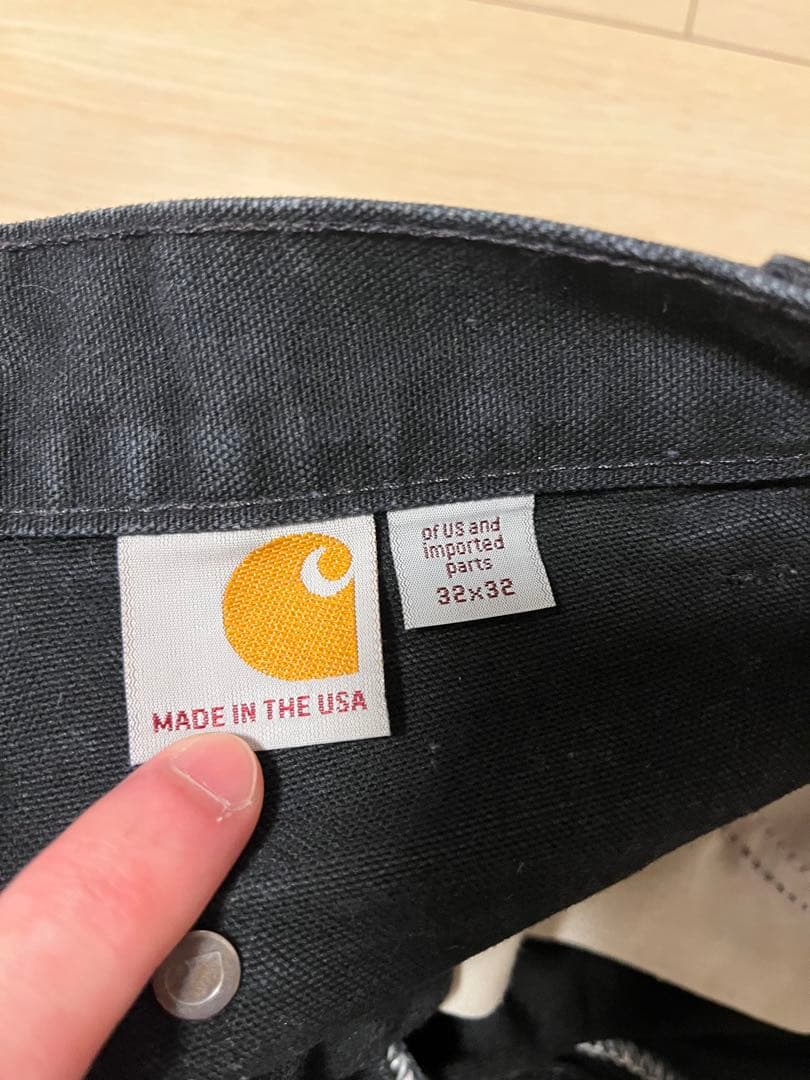 MADE IN THE USA
of US and
imported
parts
32x32